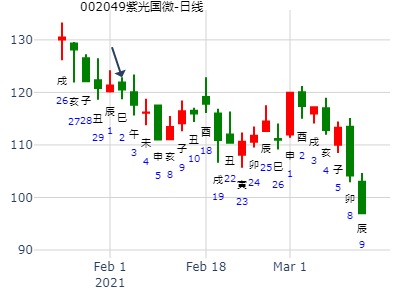 002049紫光国微-日线
130
120
110
100
90
戌
26
亥
27
子
28
丑
29
辰
1
巳
2
午
3
未
4
申
5
亥
8
子
9
丑
10
酉
18
戌
19
丑
22
寅
23
卯
24
辰
25
巳
26
申
1
酉
2
戌
3
亥
4
子
5
卯
8
辰
9
Feb 1
2021
Feb 18
Mar 1